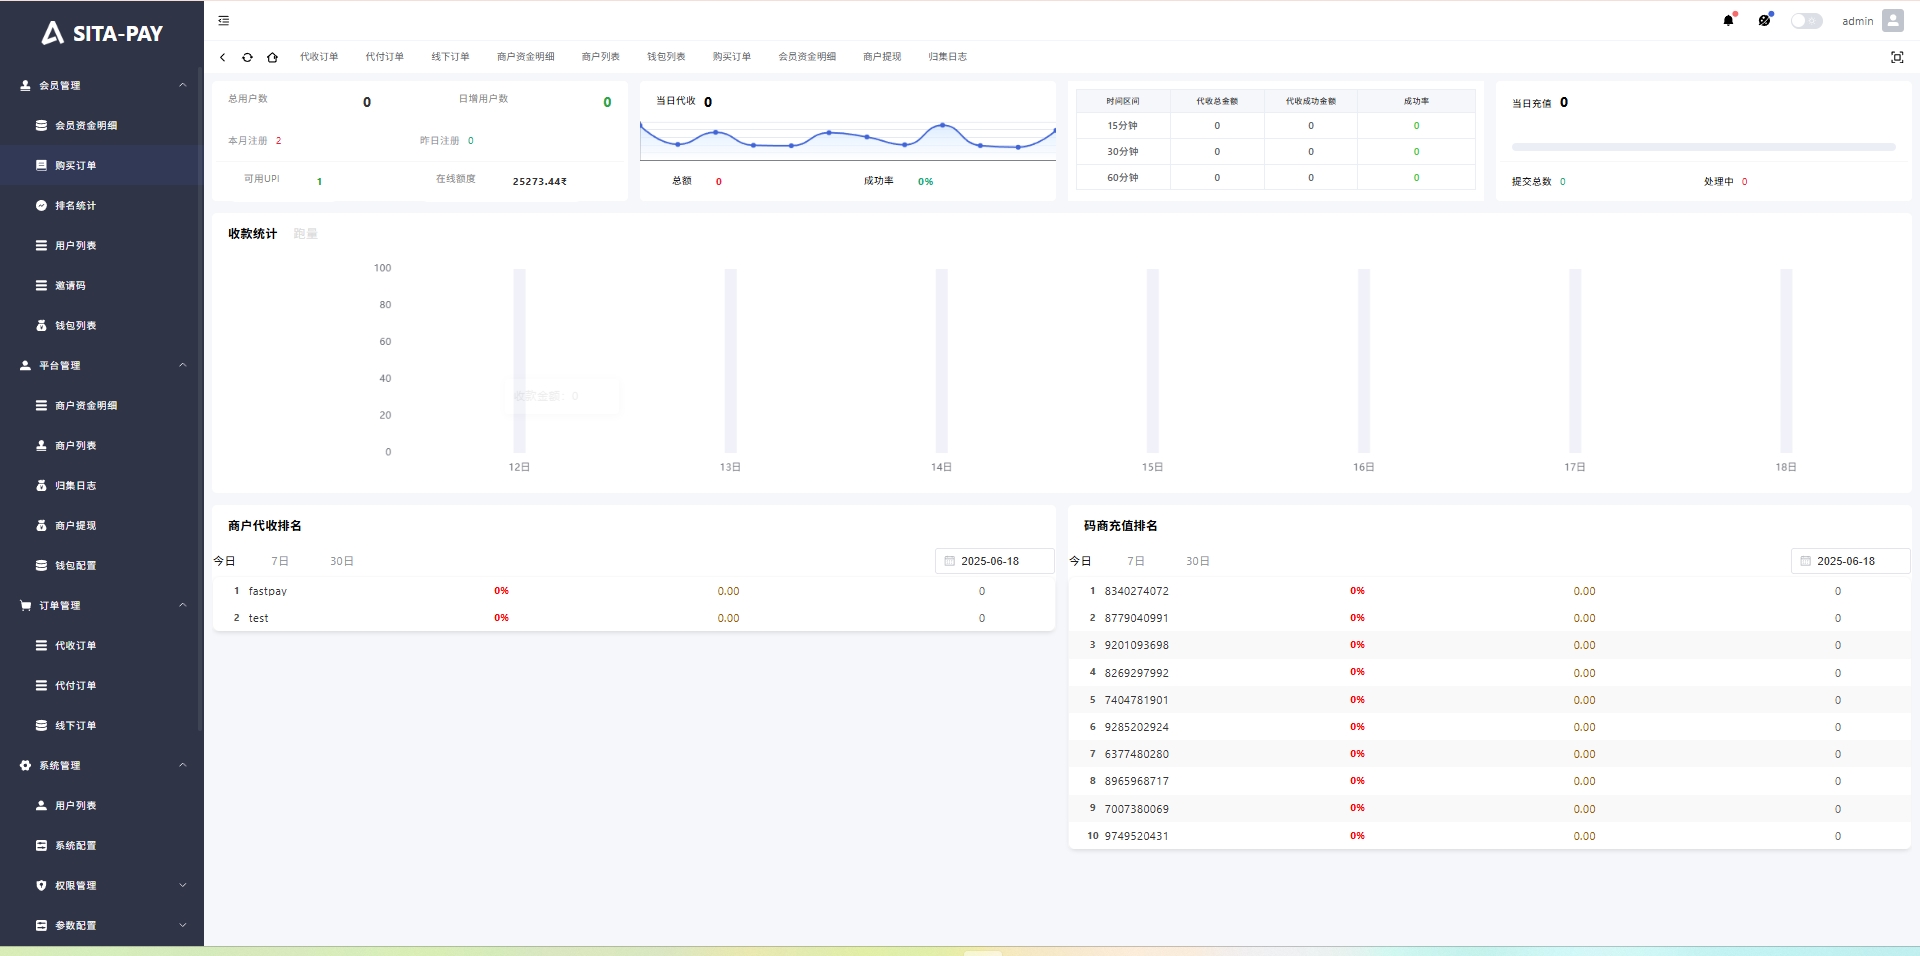 SITA-PAY
会员管理
会员资金明细
购买订单
排名统计
用户列表
邀请码
钱包列表
平台管理
商户资金明细
商户列表
归集日志
商户提现
钱包配置
订单管理
代收订单
代付订单
线下订单
系统管理
用户列表
系统配置
权限管理
参数配置
admin
代收订单 代付订单 线下订单 商户资金明细 商户列表 钱包列表 购买订单 会员资金明细 商户提现 归集日志
总用户数 0 日增用户数 0
本月注册 2 昨日注册 0
可用UPI 1 在线额度 25273.44₹
当日代收 0
总额 0 成功率 0%
时间区间 代收总金额 代收成功金额 成功率
15分钟 0 0 0
30分钟 0 0 0
60分钟 0 0 0
当日充值 0
提交总数 0 处理中 0
收款统计 跑量
100
80
60
40
20
0
收款金额: 0
12日 13日 14日 15日 16日 17日 18日
商户代收排名
今日 7日 30日 2025-06-18
1 fastpay 0% 0.00 0
2 test 0% 0.00 0
码商充值排名
今日 7日 30日 2025-06-18
1 8340274072 0% 0.00 0
2 8779040991 0% 0.00 0
3 9201093698 0% 0.00 0
4 8269297992 0% 0.00 0
5 7404781901 0% 0.00 0
6 9285202924 0% 0.00 0
7 6377480280 0% 0.00 0
8 8965968717 0% 0.00 0
9 7007380069 0% 0.00 0
10 9749520431 0% 0.00 0